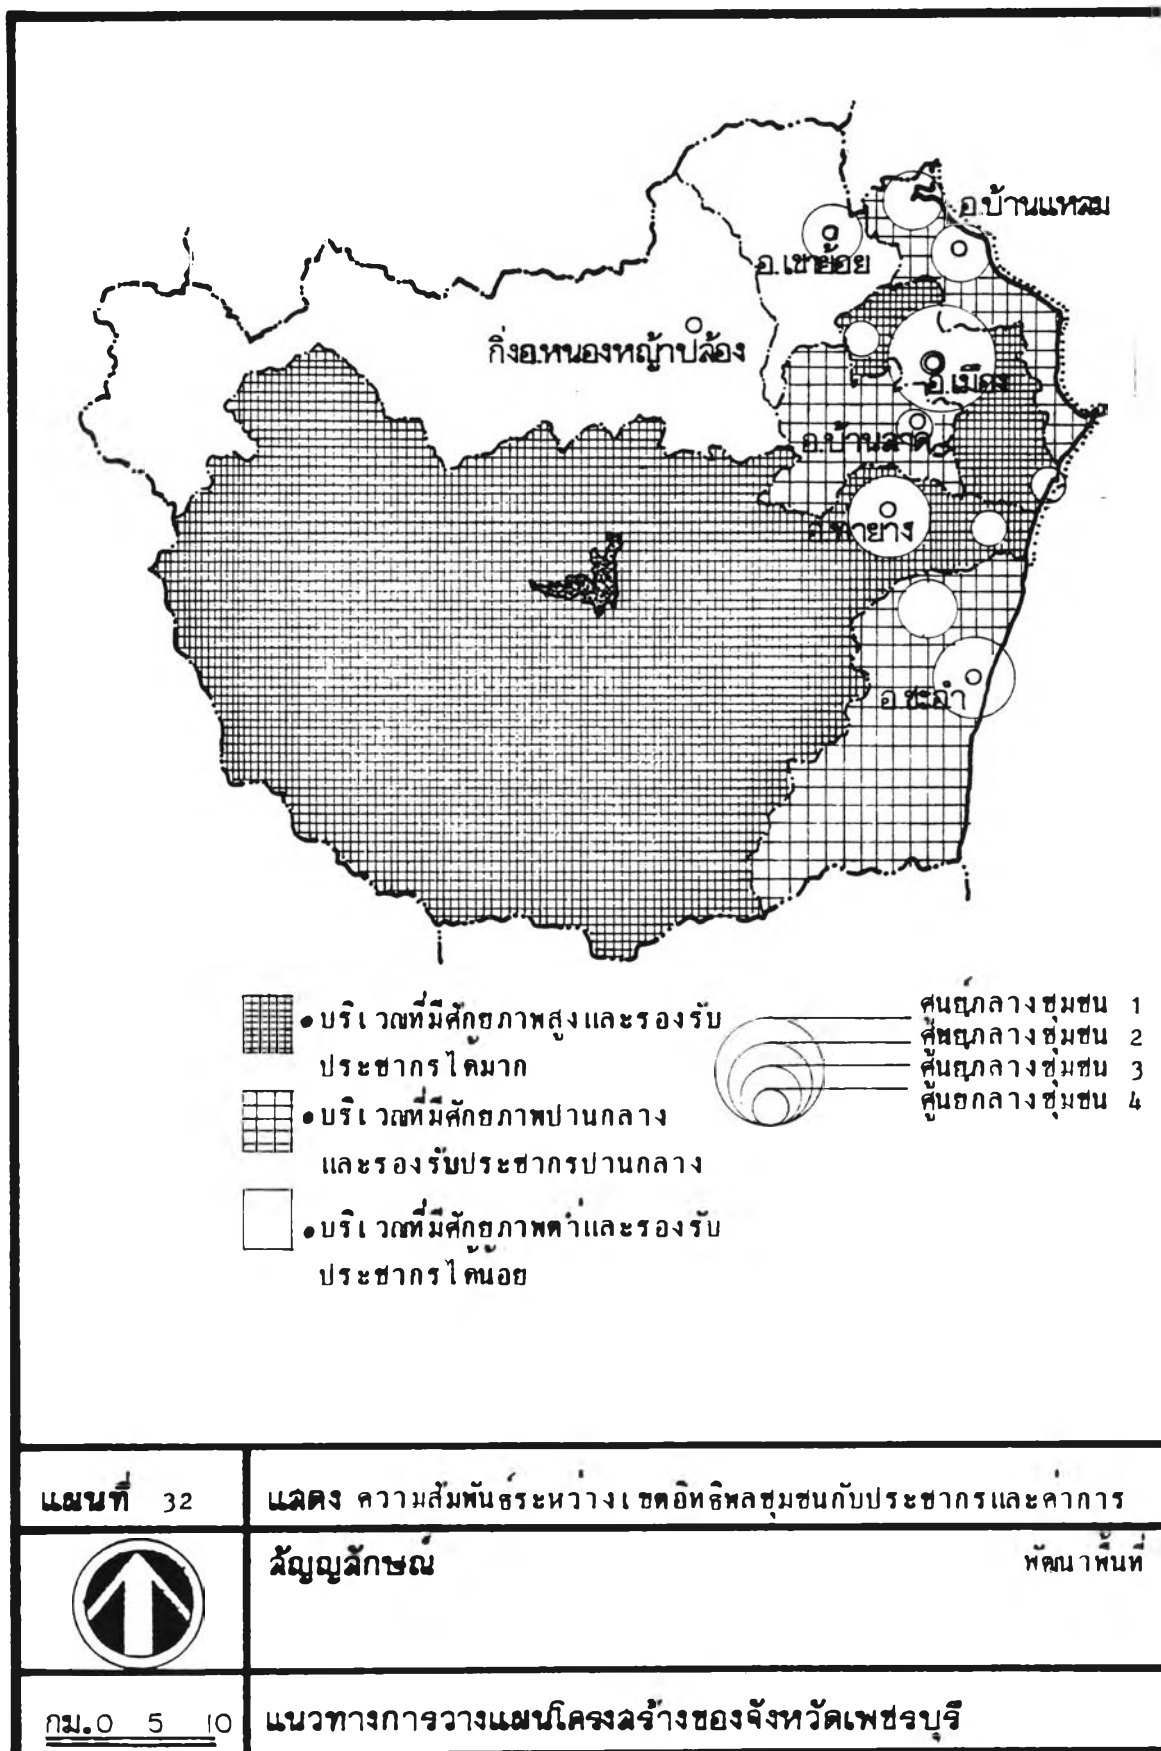 อ.บ้านแหลม
อ.เขาย้อย
กิ่งอ.หนองหญ้าปล้อง
อ.เมือง
อ.บ้านลาด
อ.ท่ายาง
อ.ชะอำ
•บริเวณที่มีศักยภาพสูงและรองรับ
ประชากรได้มาก
•บริเวณที่มีศักยภาพปานกลาง
และรองรับประชากรปานกลาง
•บริเวณที่มีศักยภาพต่ำและรองรับ
ประชากรได้น้อย
ศูนย์กลางชุมชน 1
ศูนย์กลางชุมชน 2
ศูนย์กลางชุมชน 3
ศูนย์กลางชุมชน 4
แผนที่ 32
แสดง ความสัมพันธ์ระหว่างเขตอิทธิพลชุมชนกับประชากรและค่าการ
พัฒนาพื้นที่
สัญญลักษณ์
กม.0 5 10
แนวทางการวางแผนโครงสร้างของจังหวัดเพชรบุรี